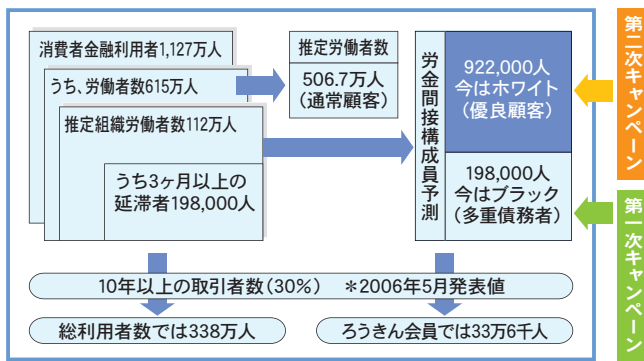 消費者金融利用者1,127万人
うち、労働者数615万人
推定組織労働者数112万人
うち3ヶ月以上の
延滞者198,000人
推定労働者数
506.7万人
(通常顧客)
労金間接構成員予測
922,000人
今はホワイト
(優良顧客)
198,000人
今はブラック
(多重債務者)
第二次キャンペーン
第一次キャンペーン
10年以上の取引者数(30%) *2006年5月発表値
総利用者数では338万人
ろうきん会員では33万6千人